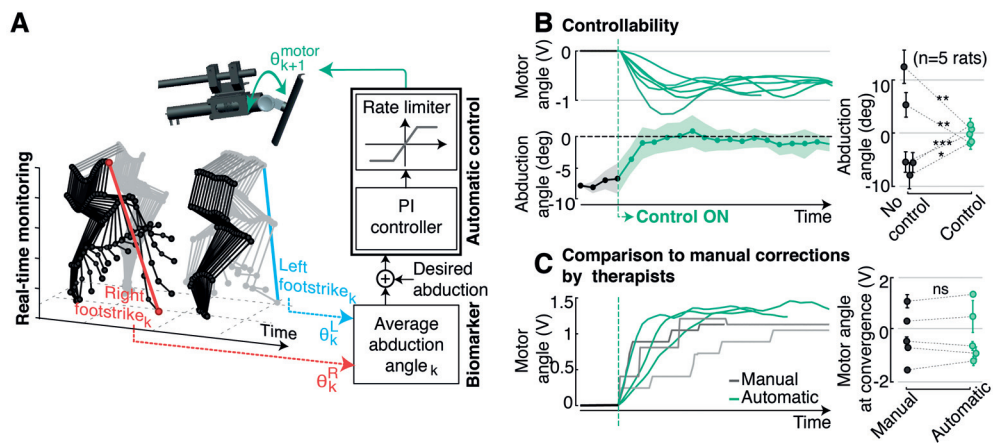 A
θ motor k+1
Rate limiter
PI
controller
Automatic control
Desired
abduction
Real-time monitoring
Right
footstrike k
Left
footstrike k
Time
θ L k
θ R k
Average
abduction
angle k
Biomarker
B Controllability
Motor
angle (V)
0
-1
Abduction
angle (deg)
0
-5
-10
Control ON
Time
(n=5 rats)
Abduction
angle (deg)
10
0
-10
**
**
***
*
No
control
Control
C Comparison to manual corrections
by therapists
Motor
angle (V)
1.5
1
0.5
0
Manual
Automatic
Time
Motor angle
at convergence (V)
2
0
-2
ns
Manual
Automatic